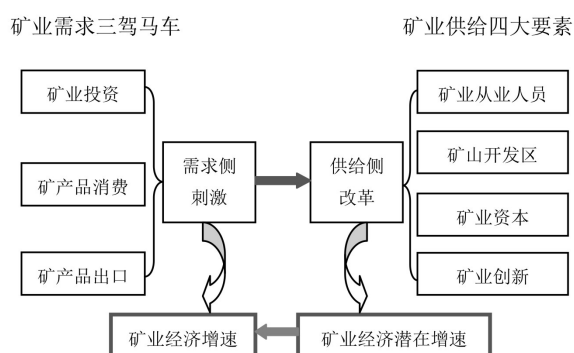 矿业需求三驾马车
矿业供给四大要素
矿业投资
矿产品消费
矿产品出口
需求侧
刺激
供给侧
改革
矿业从业人员
矿山开发区
矿业资本
矿业创新
矿业经济增速
矿业经济潜在增速